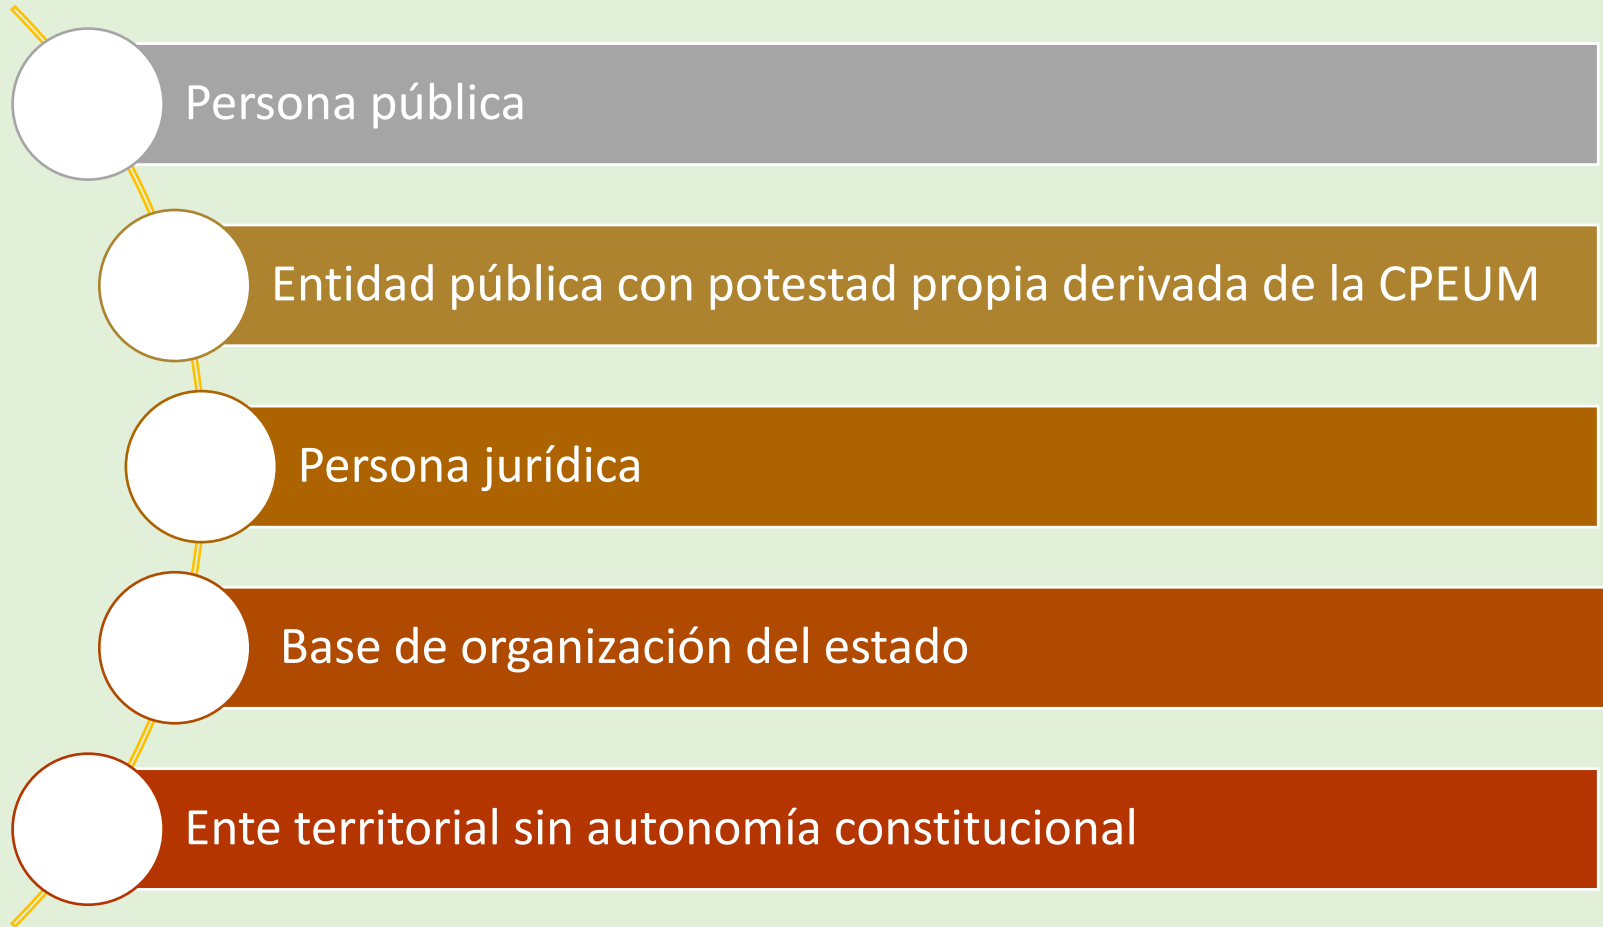 Persona pública
Entidad pública con potestad propia derivada de la CPEUM
Persona jurídica
Base de organización del estado
Ente territorial sin autonomía constitucional